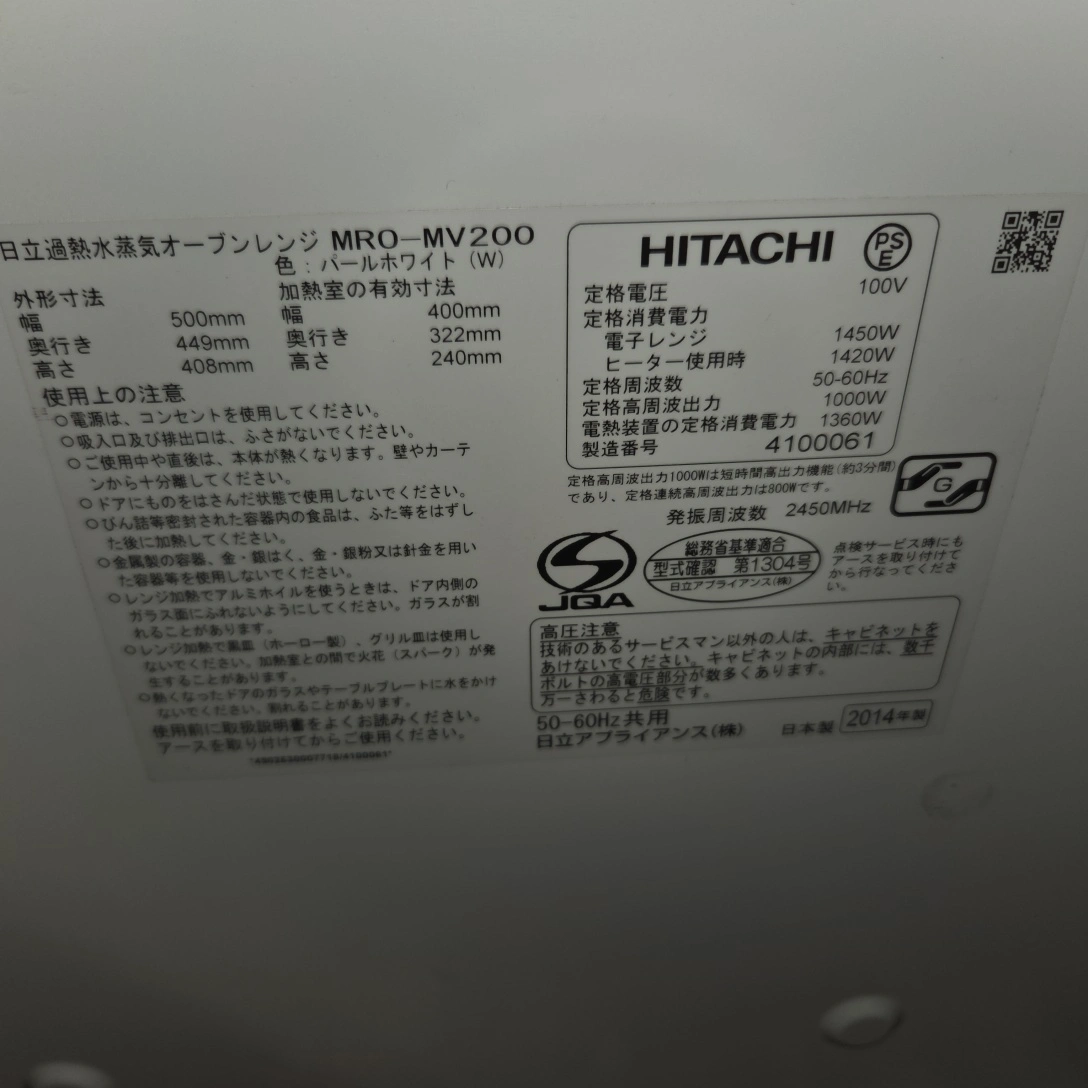 日立過熱水蒸気オーブンレンジ MRO-MV200
色：パールホワイト（W）
外形寸法
幅 500mm
奥行き 449mm
高さ 408mm
加熱室の有効寸法
幅 400mm
奥行き 322mm
高さ 240mm
使用上の注意
○電源は、コンセントを使用してください。
○吸入口及び排出口は、ふさがないでください。
○ご使用中や直後は、本体が熱くなります。壁やカーテ
ンから十分離してください。
○ドアにものをはさんだ状態で使用しないでください。
○びん詰等密封された容器内の食品は、ふた等をはずし
た後に加熱してください。
○金属製の容器、金・銀はく、金・銀粉又は針金を用い
た容器等を使用しないでください。
○レンジ加熱でアルミホイルを使うときは、ドア内側の
ガラス面にふれないようにしてください。ガラスが割
れることがあります。
○レンジ加熱で黒皿（ホーロー製）、グリル皿は使用し
ないでください。加熱室との間で火花（スパーク）が発
生することがあります。
○熱くなったドアのガラスやテーブルプレートに水をかけ
ないでください。割れることがあります。
使用前に取扱説明書をよくお読みください。
アースを取り付けてからご使用ください。
HITACHI
PSE
定格電圧 100V
定格消費電力
電子レンジ 1450W
ヒーター使用時 1420W
定格周波数 50-60Hz
定格高周波出力 1000W
電熱装置の定格消費電力 1360W
製造番号 4100061
定格高周波出力1000Wは短時間高出力機能（約3分間）
であり、定格連続高周波出力は800Wです。
発振周波数 2450MHz
G
JQA
総務省基準適合
型式確認 第1304号
日立アプライアンス（株）
点検サービス時にも
アースを取り付けて
から行なってくださ
い。
高圧注意
技術のあるサービスマン以外の人は、キャビネットを
あけないでください。キャビネットの内部には、数千
ボルトの高電圧部分が数多くあります。
万一さわると危険です。
50-60Hz共用
日立アプライアンス（株） 日本製 2014年製